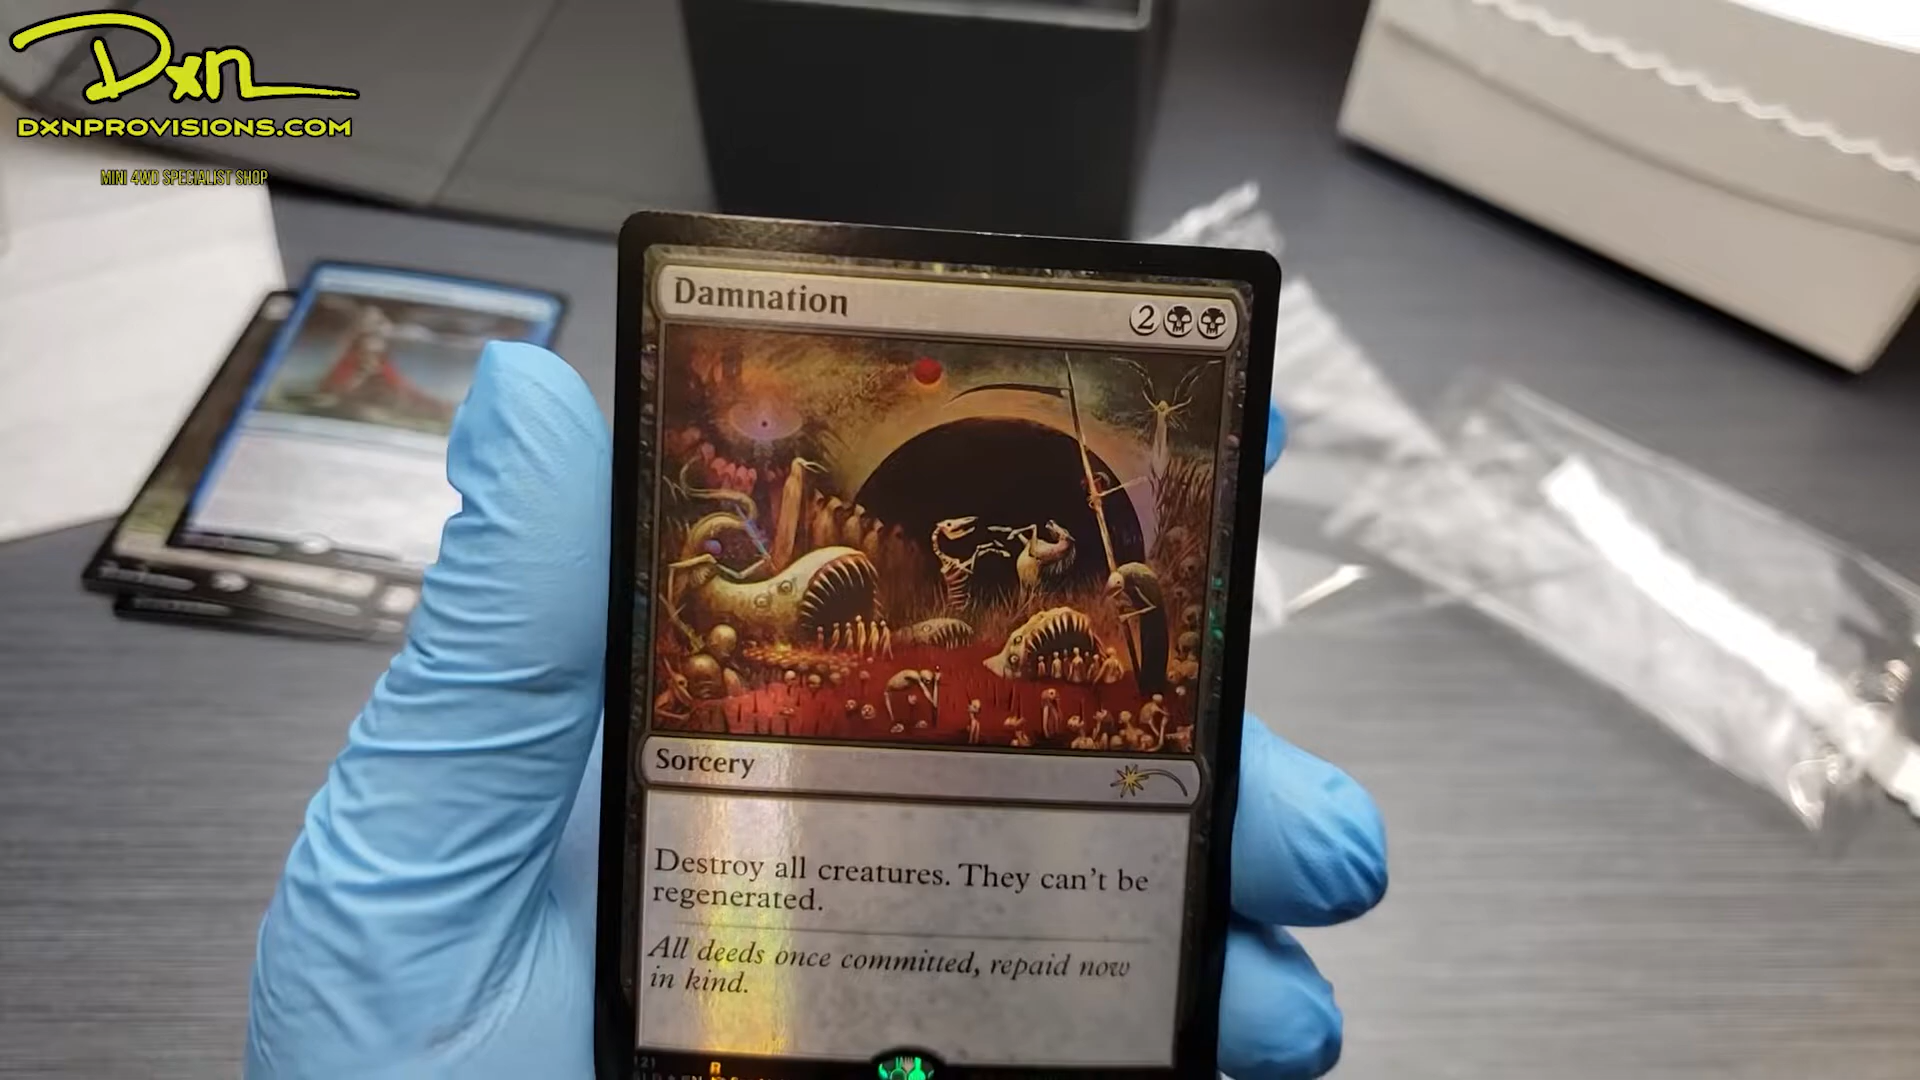 Dxn
DXNPROVISIONS.COM
MINI 4WD SPECIALIST SHOP
Damnation
2
Sorcery
Destroy all creatures. They can't be
regenerated.
All deeds once committed, repaid now
in kind.
R